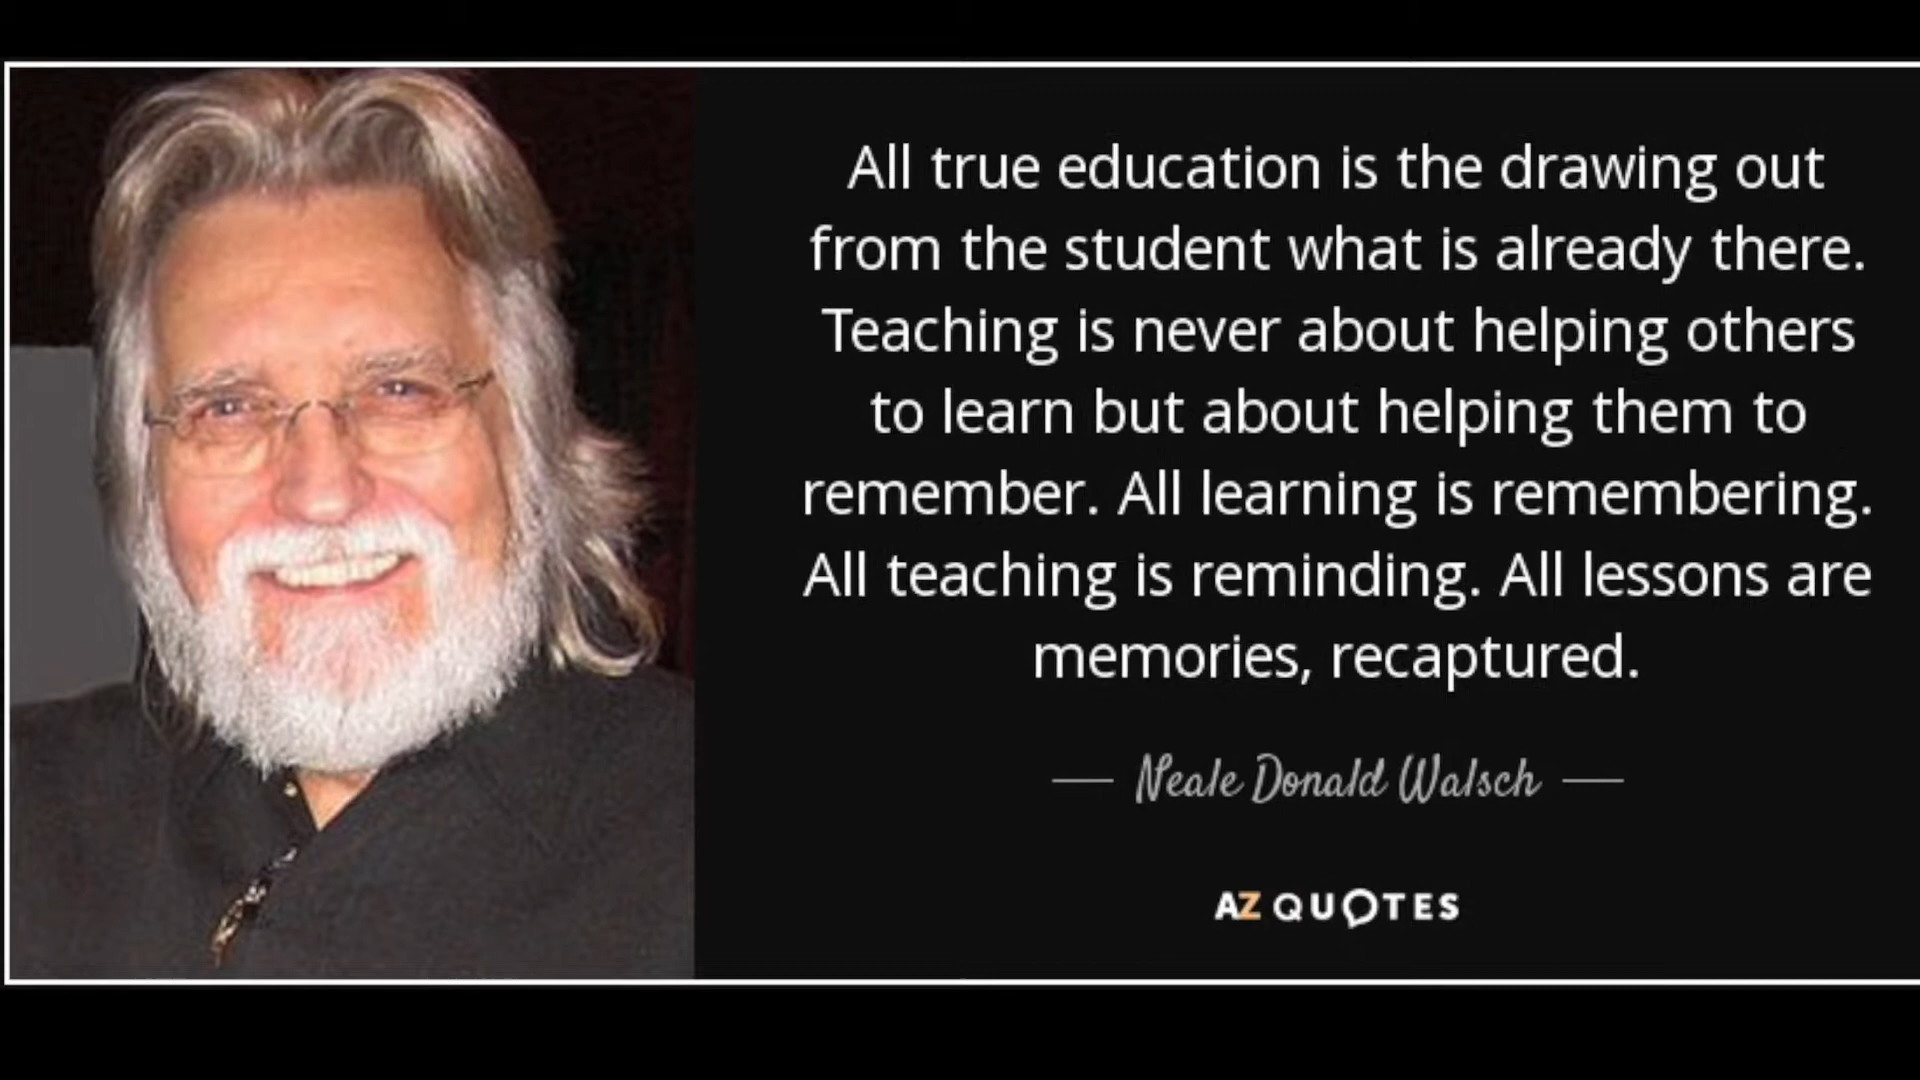 All true education is the drawing out
from the student what is already there.
Teaching is never about helping others
to learn but about helping them to
remember. All learning is remembering.
All teaching is reminding. All lessons are
memories, recaptured.
Neale Donald Walsch
AZ QUOTES